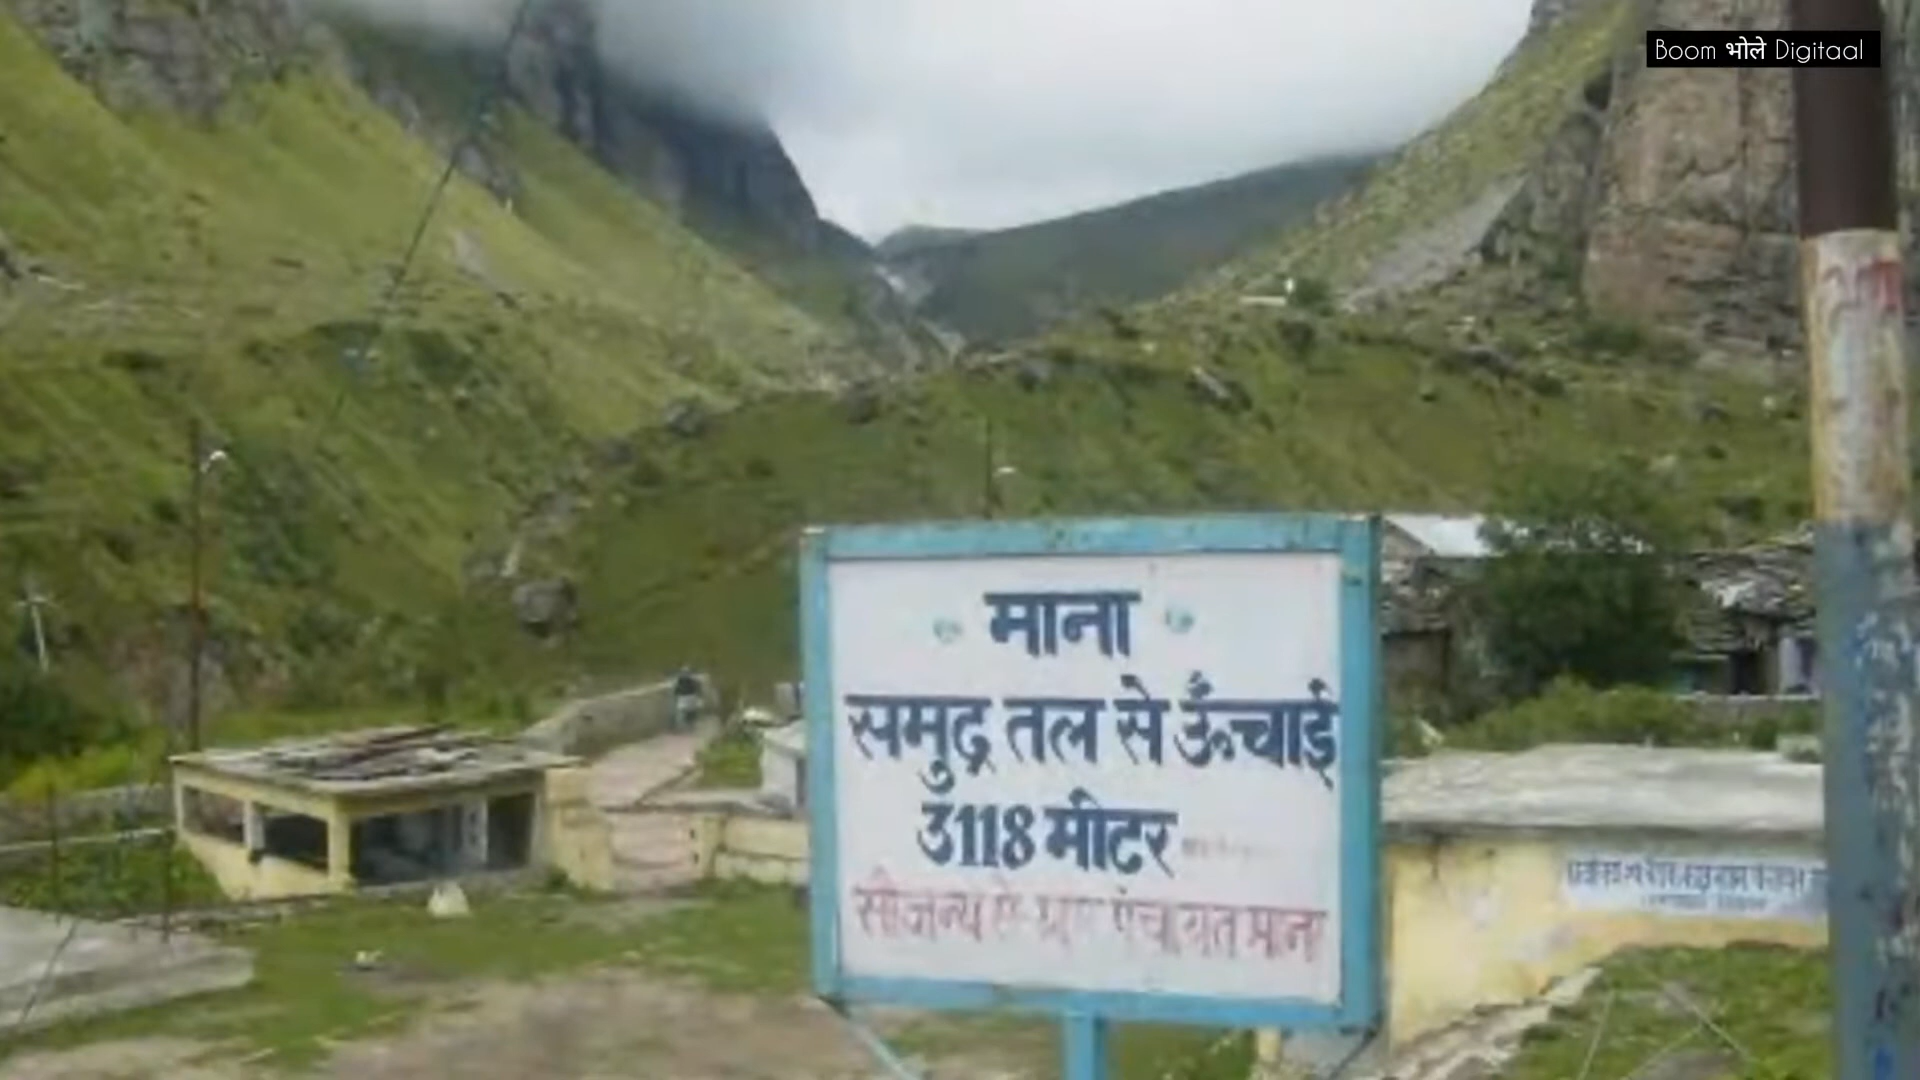 Boom भोले Digitaal
माना
समुद्र तल से ऊँचाई
3118 मीटर
सौजन्य से पंचायत माना